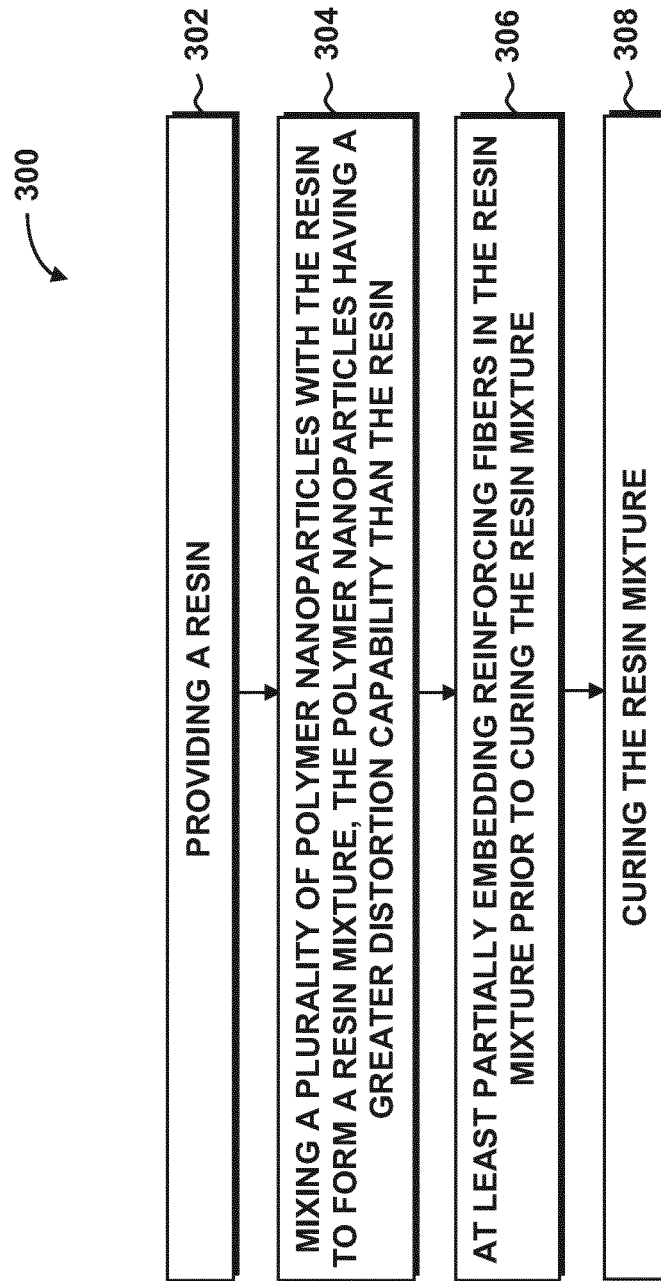 300
302
PROVIDING A RESIN
304
MIXING A PLURALITY OF POLYMER NANOPARTICLES WITH THE RESIN
TO FORM A RESIN MIXTURE, THE POLYMER NANOPARTICLES HAVING A
GREATER DISTORTION CAPABILITY THAN THE RESIN
306
AT LEAST PARTIALLY EMBEDDING REINFORCING FIBERS IN THE RESIN
MIXTURE PRIOR TO CURING THE RESIN MIXTURE
308
CURING THE RESIN MIXTURE